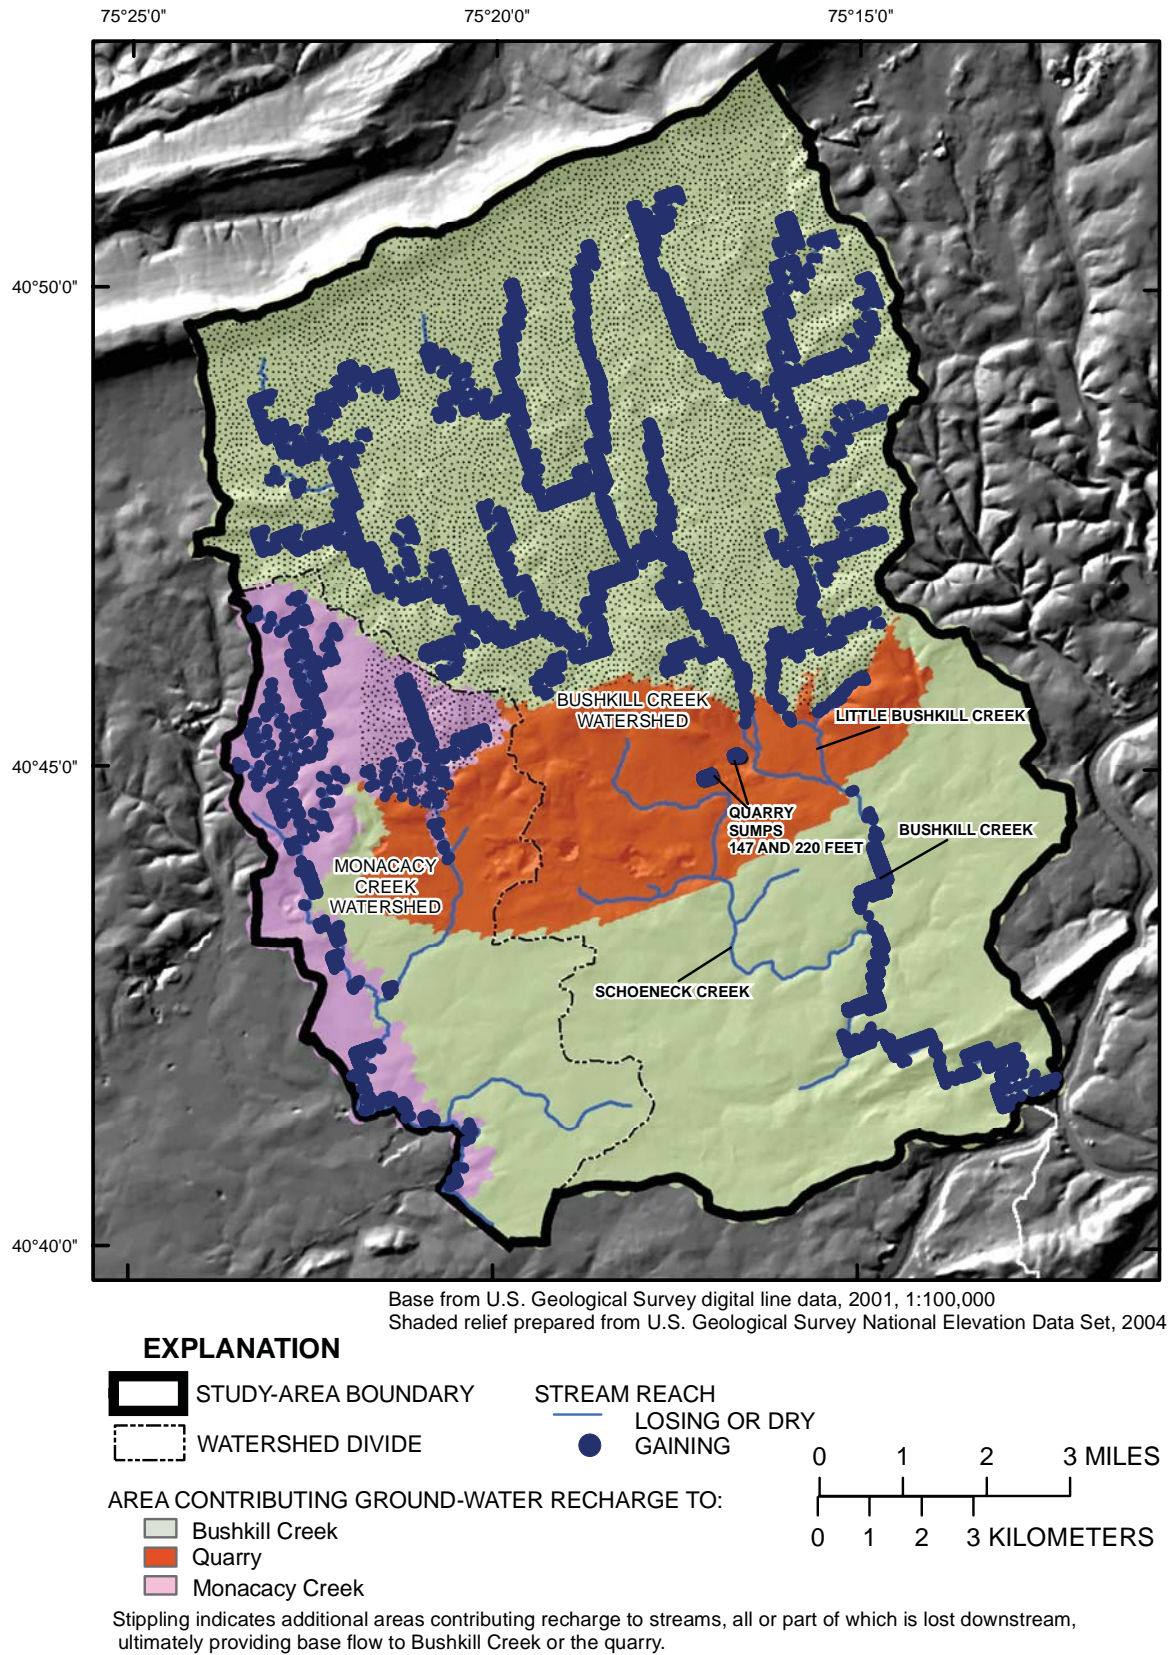 75°25'0"
75°20'0"
75°15'0"
40°50'0"
40°45'0"
40°40'0"
BUSHKILL CREEK
WATERSHED
LITTLE BUSHKILL CREEK
QUARRY
SUMPS
147 AND 220 FEET
BUSHKILL CREEK
MONACACY
CREEK
WATERSHED
SCHOENECK CREEK
Base from U.S. Geological Survey digital line data, 2001, 1:100,000
Shaded relief prepared from U.S. Geological Survey National Elevation Data Set, 2004
EXPLANATION
STUDY-AREA BOUNDARY
WATERSHED DIVIDE
STREAM REACH
LOSING OR DRY
GAINING
AREA CONTRIBUTING GROUND-WATER RECHARGE TO:
Bushkill Creek
Quarry
Monacacy Creek
0 1 2 3 MILES
0 1 2 3 KILOMETERS
Stippling indicates additional areas contributing recharge to streams, all or part of which is lost downstream,
ultimately providing base flow to Bushkill Creek or the quarry.